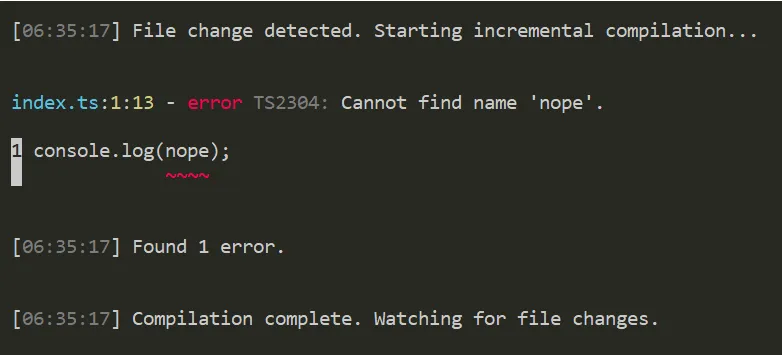 [06:35:17] File change detected. Starting incremental compilation...
index.ts:1:13 - error TS2304: Cannot find name 'nope'.
1 console.log(nope);
~~~~
[06:35:17] Found 1 error.
[06:35:17] Compilation complete. Watching for file changes.